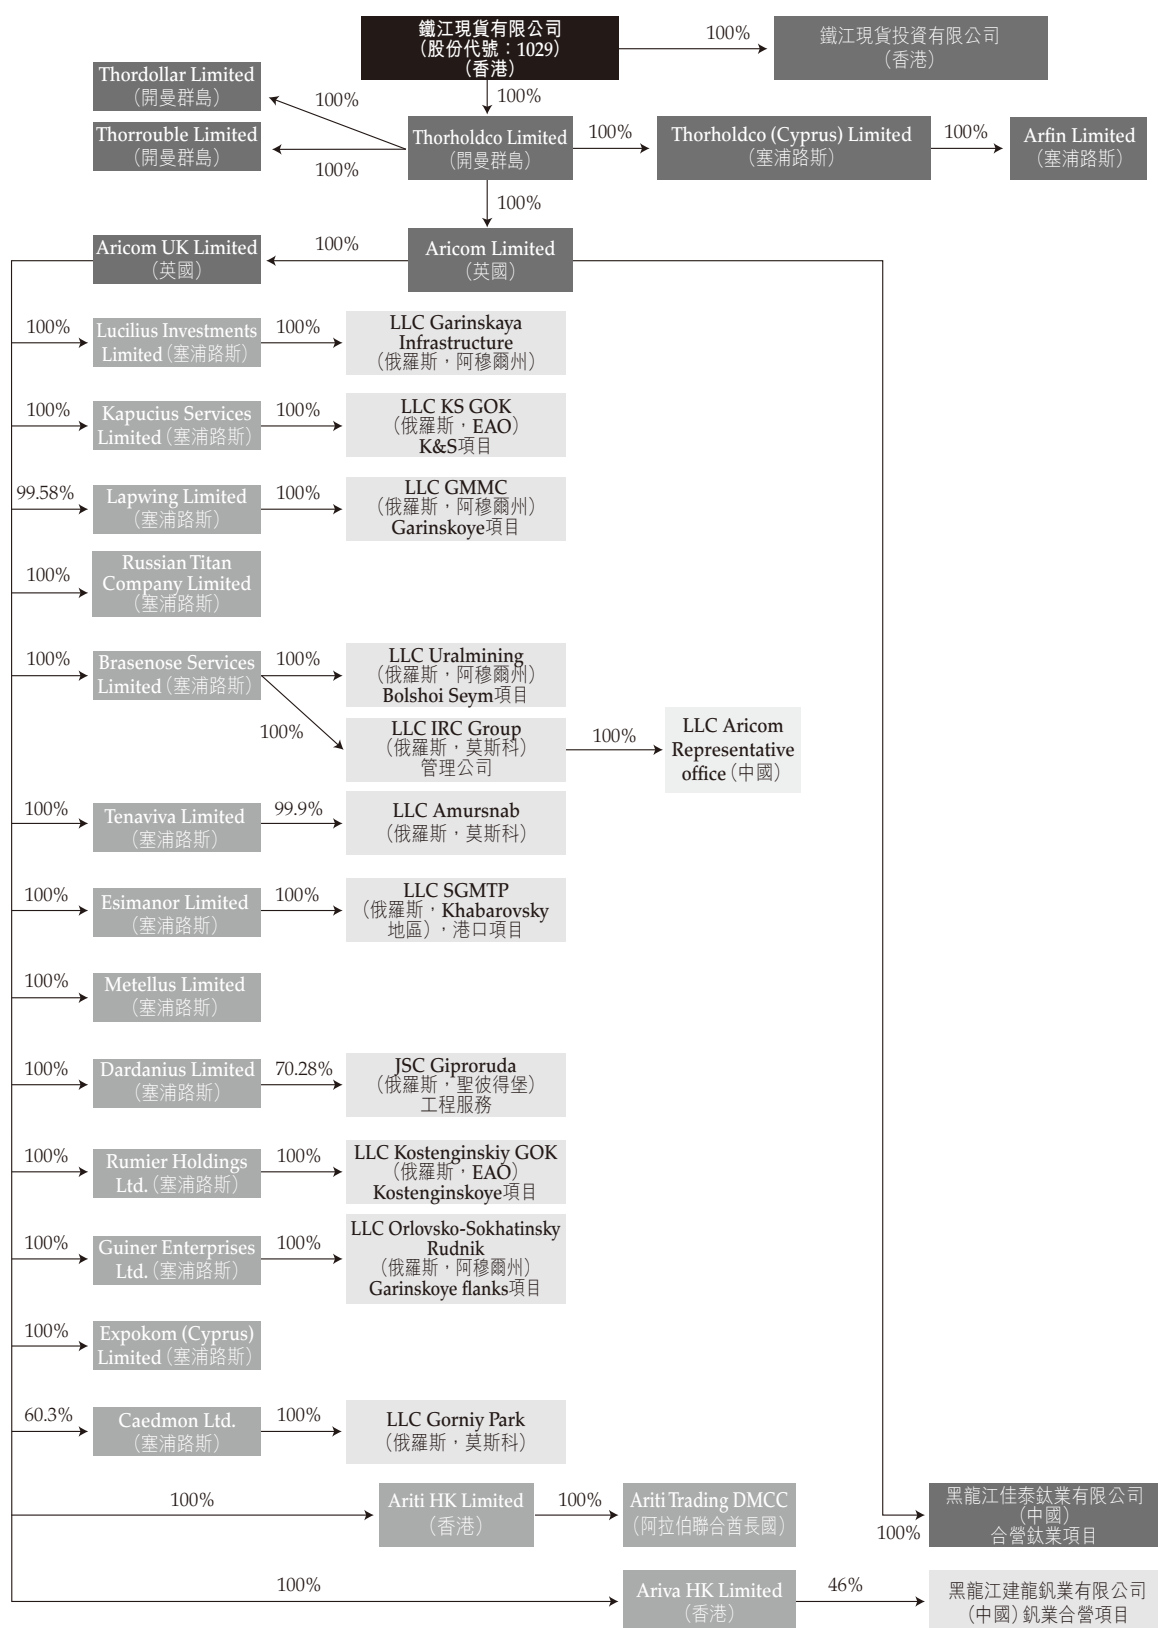 鐵江現貨有限公司
(股份代號：1029)
(香港)
100%
鐵江現貨投資有限公司
(香港)
Thordollar Limited
(開曼群島)
100%
100%
Thorrouble Limited
(開曼群島)
100%
Thorholdco Limited
(開曼群島)
100%
Thorholdco (Cyprus) Limited
(塞浦路斯)
100%
Arfin Limited
(塞浦路斯)
100%
Aricom UK Limited
(英國)
100%
Aricom Limited
(英國)
100%
Lucilius Investments
Limited (塞浦路斯)
100%
LLC Garinskaya
Infrastructure
(俄羅斯，阿穆爾州)
100%
Kapucius Services
Limited (塞浦路斯)
100%
LLC KS GOK
(俄羅斯，EAO)
K&S項目
99.58%
Lapwing Limited
(塞浦路斯)
100%
LLC GMMC
(俄羅斯，阿穆爾州)
Garinskoye項目
100%
Russian Titan
Company Limited
(塞浦路斯)
100%
Brasenose Services
Limited (塞浦路斯)
100%
LLC Uralmining
(俄羅斯，阿穆爾州)
Bolshoi Seym項目
100%
LLC IRC Group
(俄羅斯，莫斯科)
管理公司
100%
LLC Aricom
Representative
office (中國)
100%
Tenaviva Limited
(塞浦路斯)
99.9%
LLC Amursnab
(俄羅斯，莫斯科)
100%
Esimanor Limited
(塞浦路斯)
100%
LLC SGMTP
(俄羅斯，Khabarovsky
地區)，港口項目
100%
Metellus Limited
(塞浦路斯)
100%
Dardanius Limited
(塞浦路斯)
70.28%
JSC Giproruda
(俄羅斯，聖彼得堡)
工程服務
100%
Rumier Holdings
Ltd. (塞浦路斯)
100%
LLC Kostenginskiy GOK
(俄羅斯，EAO)
Kostenginskoye項目
100%
Guiner Enterprises
Ltd. (塞浦路斯)
100%
LLC Orlovsko-Sokhatinsky
Rudnik
(俄羅斯，阿穆爾州)
Garinskoye flanks項目
100%
Expokom (Cyprus)
Limited (塞浦路斯)
60.3%
Caedmon Ltd.
(塞浦路斯)
100%
LLC Gorniy Park
(俄羅斯，莫斯科)
100%
Ariti HK Limited
(香港)
100%
Ariti Trading DMCC
(阿拉伯聯合酋長國)
100%
黑龍江佳泰鈦業有限公司
(中國)
合營鈦業項目
100%
Ariva HK Limited
(香港)
46%
黑龍江建龍釩業有限公司
(中國) 釩業合營項目